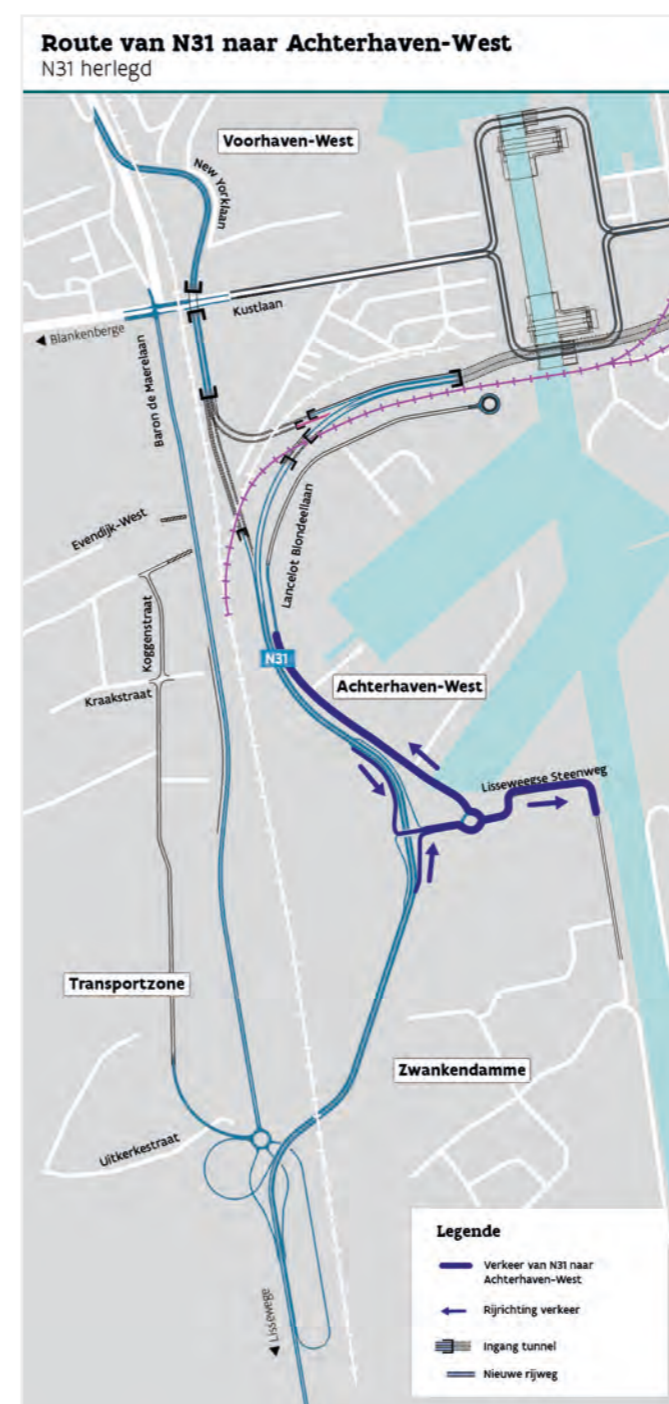 Route van N31 naar Achterhaven-West
N31 herlegd
Voorhaven-West
New Yorklaan
Kustlaan
Blankenberge
Baron de Maerelaan
Evendijk-West
Lancelot Blondeellaan
Koggenstraat
N31
Kraakstraat
Achterhaven-West
Lisseweegse Steenweg
Transportzone
Zwankendamme
Uitkerkestraat
Lissewege
Legende
Verkeer van N31 naar
Achterhaven-West
Rijrichting verkeer
Ingang tunnel
Nieuwe rijweg